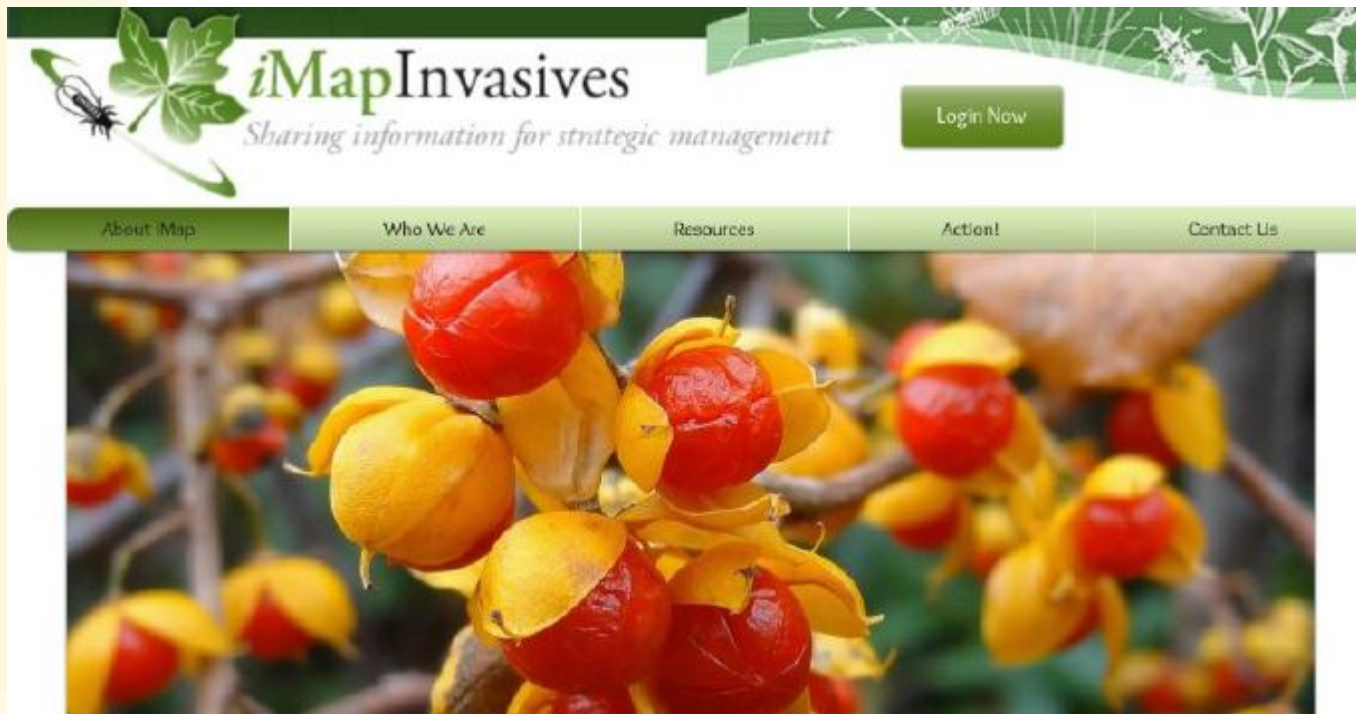 iMapInvasives
Sharing information for strategic management
Login Now
About iMap
Who We Are
Resources
Action!
Contact Us